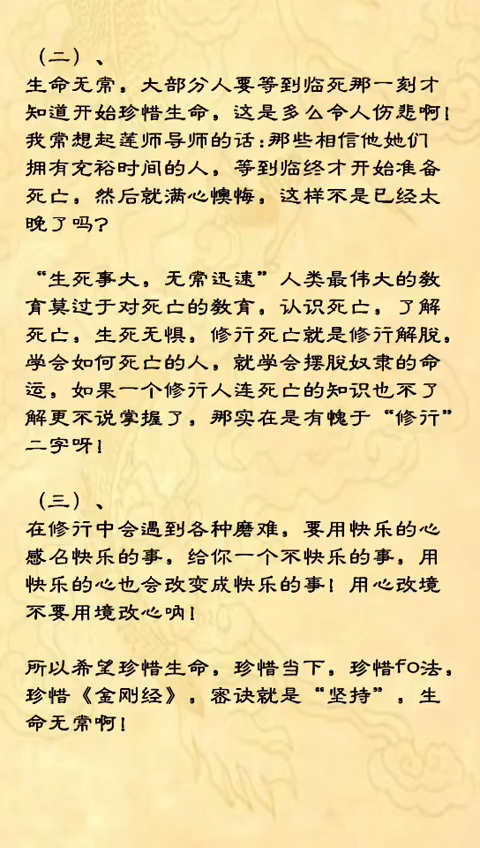 （二）、
生命无常，大部分人要等到临死那一刻才
知道开始珍惜生命，这是多么令人伤悲啊！
我常想起莲师导师的话：那些相信他她们
拥有充裕时间的人，等到临终才开始准备
死亡，然后就满心懊悔，这样不是已经太
晚了吗？
“生死事大，无常迅速”人类最伟大的教
育莫过于对死亡的教育，认识死亡，了解
死亡，生死无惧，修行死亡就是修行解脱，
学会如何死亡的人，就学会摆脱奴隶的命
运，如果一个修行人连死亡的知识也不了
解更不说掌握了，那实在是有愧于“修行”
二字呀！
（三）、
在修行中会遇到各种磨难，要用快乐的心
感召快乐的事，给你一个不快乐的事，用
快乐的心也会改变成快乐的事！用心改境
不要用境改心呐！
所以希望珍惜生命，珍惜当下，珍惜fo法，
珍惜《金刚经》，密诀就是“坚持”，生
命无常啊！